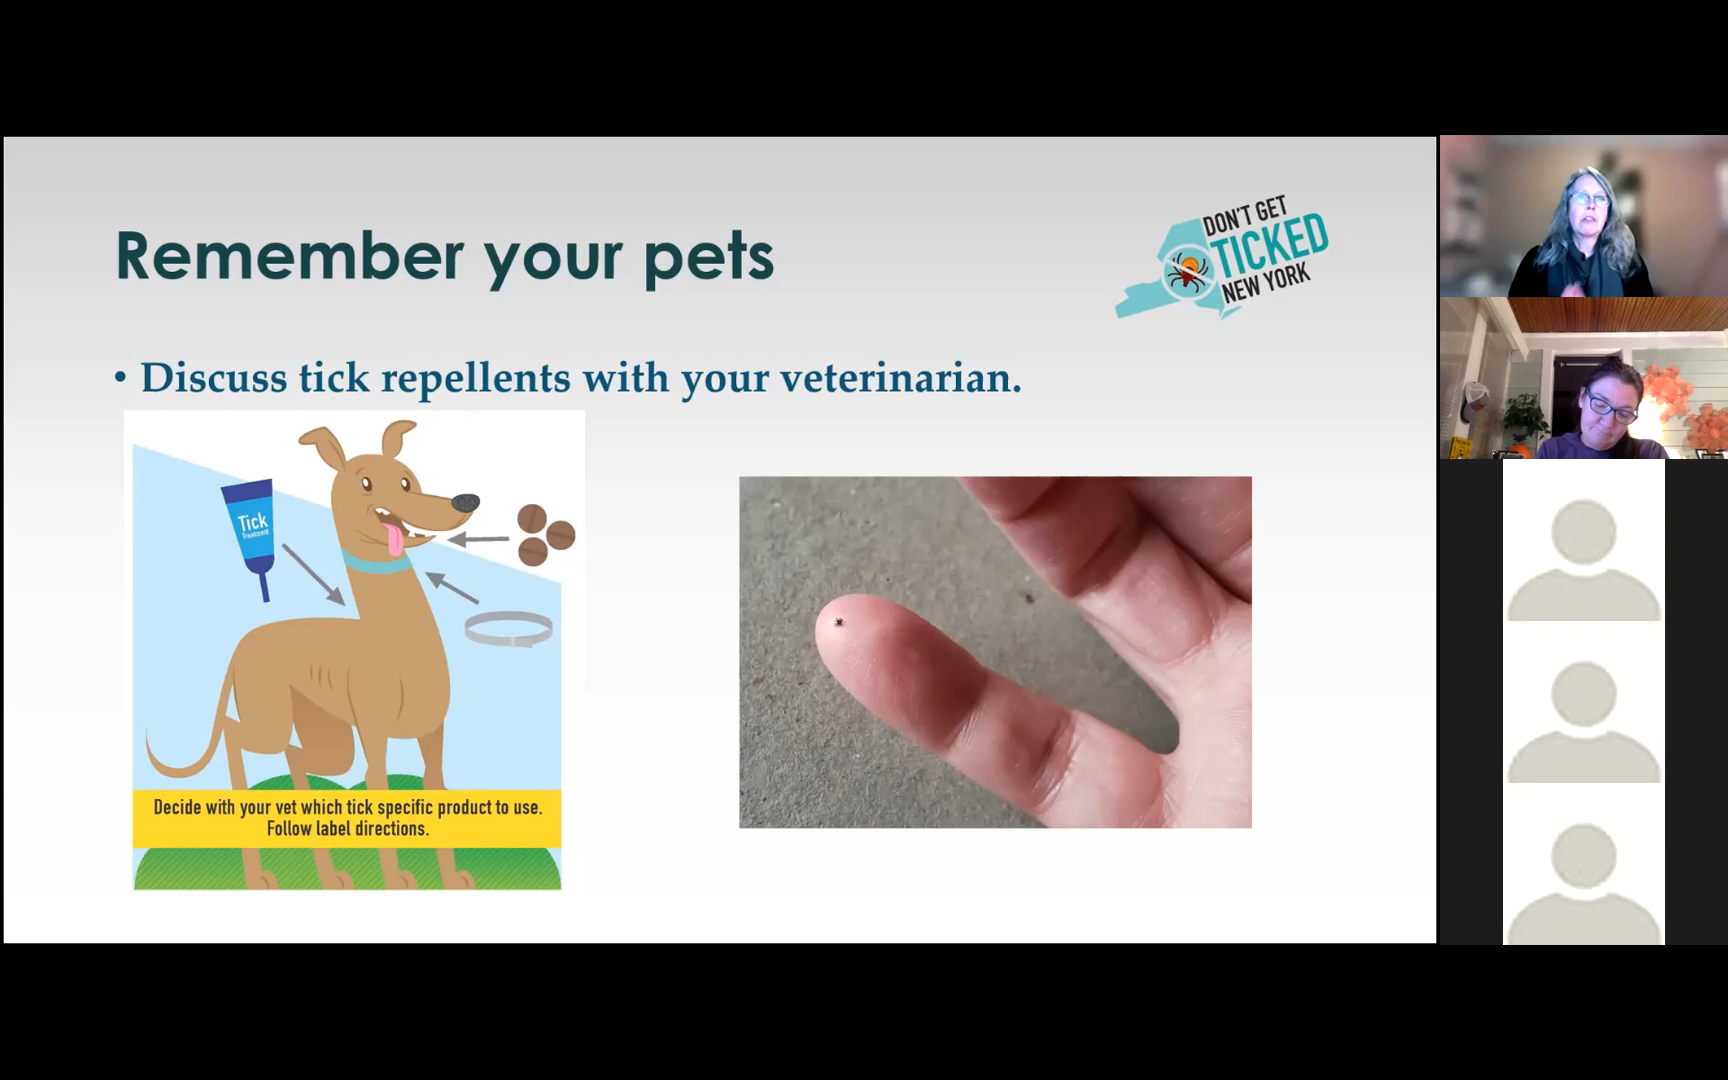 Remember your pets
DON'T GET
TICKED
NEW YORK
• Discuss tick repellents with your veterinarian.
Tick
Treatment
Decide with your vet which tick specific product to use.
Follow label directions.